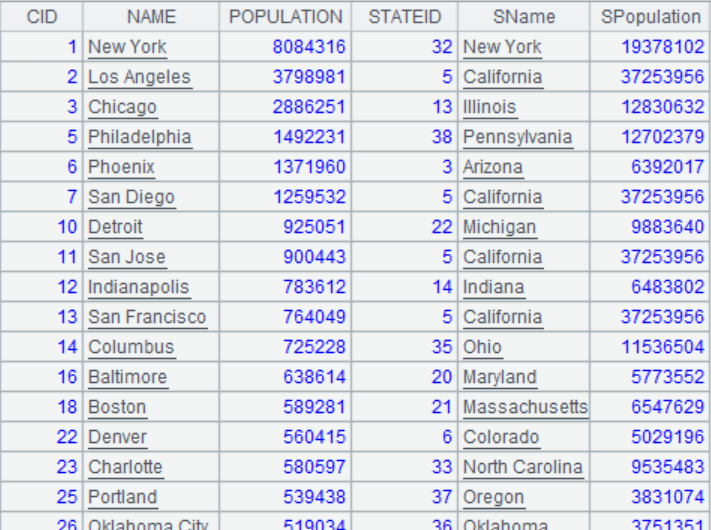 CID NAME POPULATION STATEID SName SPopulation
1 New York 8084316 32 New York 19378102
2 Los Angeles 3798981 5 California 37253956
3 Chicago 2886251 13 Illinois 12830632
5 Philadelphia 1492231 38 Pennsylvania 12702379
6 Phoenix 1371960 3 Arizona 6392017
7 San Diego 1259532 5 California 37253956
10 Detroit 925051 22 Michigan 9883640
11 San Jose 900443 5 California 37253956
12 Indianapolis 783612 14 Indiana 6483802
13 San Francisco 764049 5 California 37253956
14 Columbus 725228 35 Ohio 11536504
16 Baltimore 638614 20 Maryland 5773552
18 Boston 589281 21 Massachusetts 6547629
22 Denver 560415 6 Colorado 5029196
23 Charlotte 580597 33 North Carolina 9535483
25 Portland 539438 37 Oregon 3831074
26 Oklahoma City 519034 36 Oklahoma 3751351